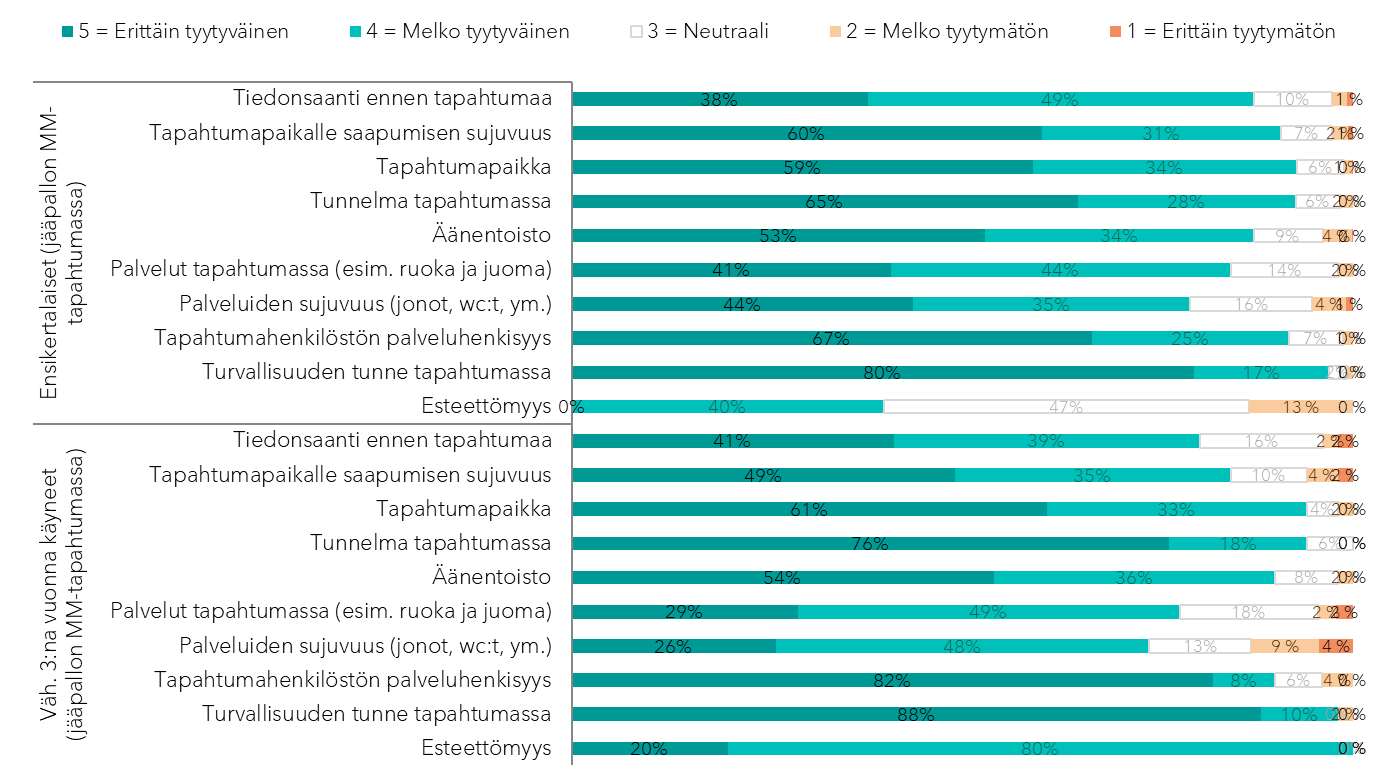 5 = Erittäin tyytyväinen 4 = Melko tyytyväinen 3 = Neutraali 2 = Melko tyytymätön 1 = Erittäin tyytymätön
Ensikertalaiset (jääpallon MM-
tapahtumassa)
Tiedonsaanti ennen tapahtumaa 38% 49% 10%
Tapahtumapaikalle saapumisen sujuvuus 60% 31% 7%
Tapahtumapaikka 59% 34% 6%
Tunnelma tapahtumassa 65% 28% 6%
Äänentoisto 53% 34% 9% 4 %
Palvelut tapahtumassa (esim. ruoka ja juoma) 41% 44% 14%
Palveluiden sujuvuus (jonot, wc:t, ym.) 44% 35% 16% 4 %
Tapahtumahenkilöstön palveluhenkisyys 67% 25% 7%
Turvallisuuden tunne tapahtumassa 80% 17%
Esteettömyys 0% 40% 47% 13 % 0 %
Väh. 3:na vuonna käyneet
(jääpallon MM-tapahtumassa)
Tiedonsaanti ennen tapahtumaa 41% 39% 16%
Tapahtumapaikalle saapumisen sujuvuus 49% 35% 10% 4 % 2 %
Tapahtumapaikka 61% 33% 4%
Tunnelma tapahtumassa 76% 18% 6% 0 %
Äänentoisto 54% 36% 8%
Palvelut tapahtumassa (esim. ruoka ja juoma) 29% 49% 18%
Palveluiden sujuvuus (jonot, wc:t, ym.) 26% 48% 13% 9 % 4 %
Tapahtumahenkilöstön palveluhenkisyys 82% 8% 6% 4 %
Turvallisuuden tunne tapahtumassa 88% 10%
Esteettömyys 20% 80% 0 %